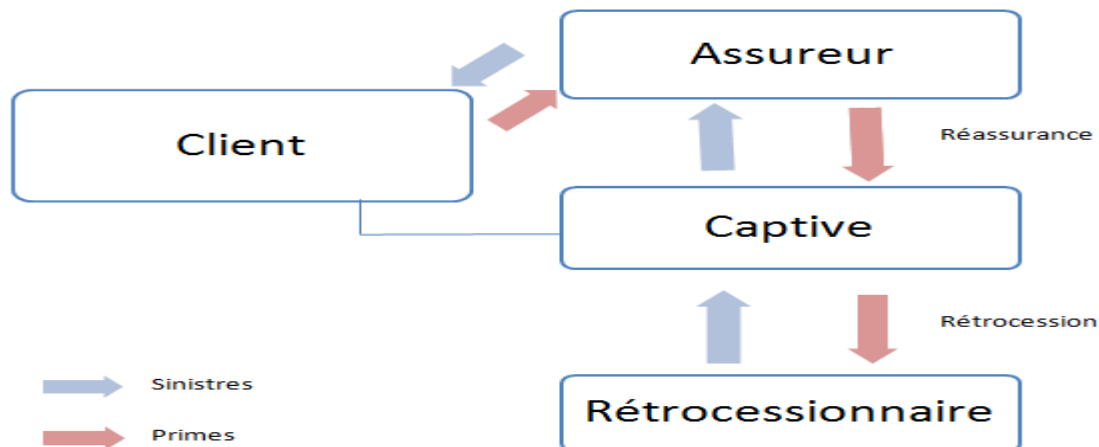 Assureur
Client
Réassurance
Captive
Rétrocession
Sinistres
Rétrocessionnaire
Primes